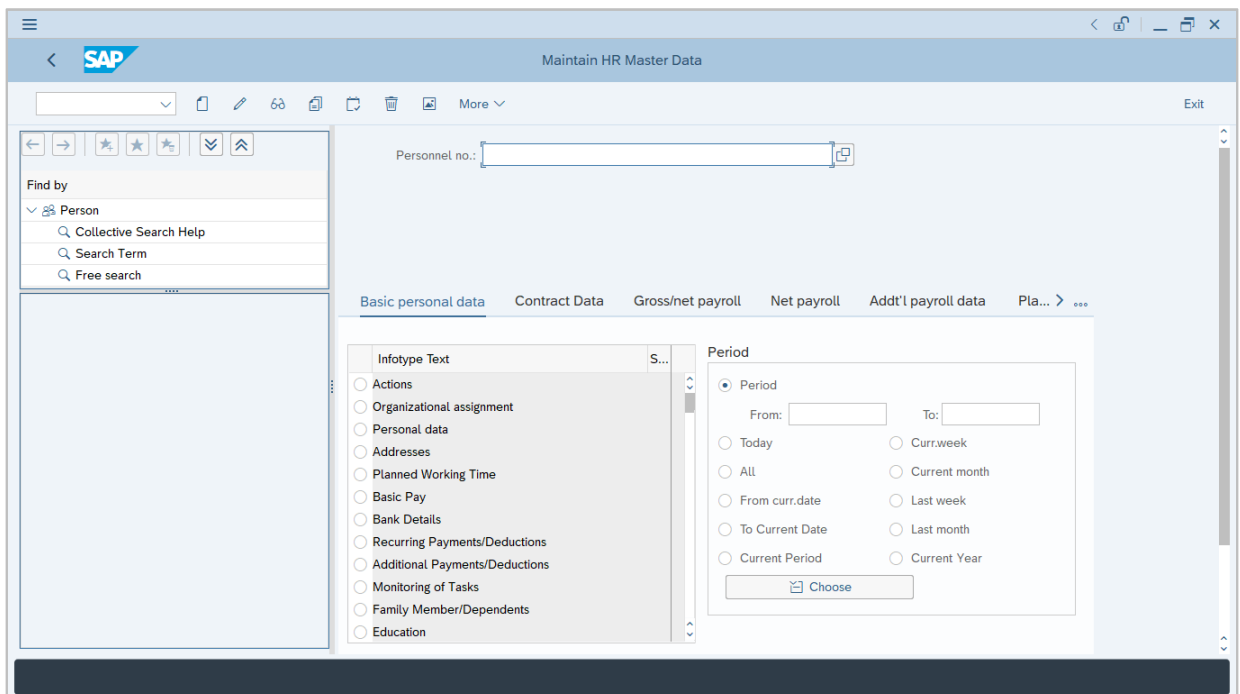 SAP
Maintain HR Master Data
More
Exit
Personnel no.:
Find by
Person
Collective Search Help
Search Term
Free search
Basic personal data Contract Data Gross/net payroll Net payroll Addt'l payroll data Pla...
Infotype Text S...
Actions
Organizational assignment
Personal data
Addresses
Planned Working Time
Basic Pay
Bank Details
Recurring Payments/Deductions
Additional Payments/Deductions
Monitoring of Tasks
Family Member/Dependents
Education
Period
Period
From: To:
Today Curr.week
All Current month
From curr.date Last week
To Current Date Last month
Current Period Current Year
Choose